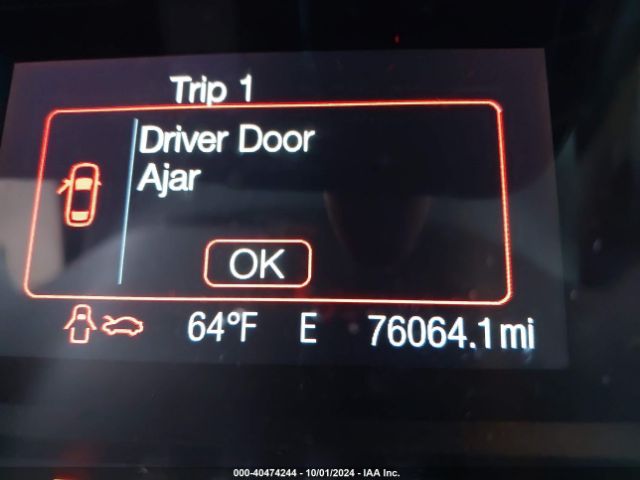 Trip 1
Driver Door
Ajar
OK
64°F E 76064.1 mi
000-40474244 - 10/01/2024 - IAA Inc.